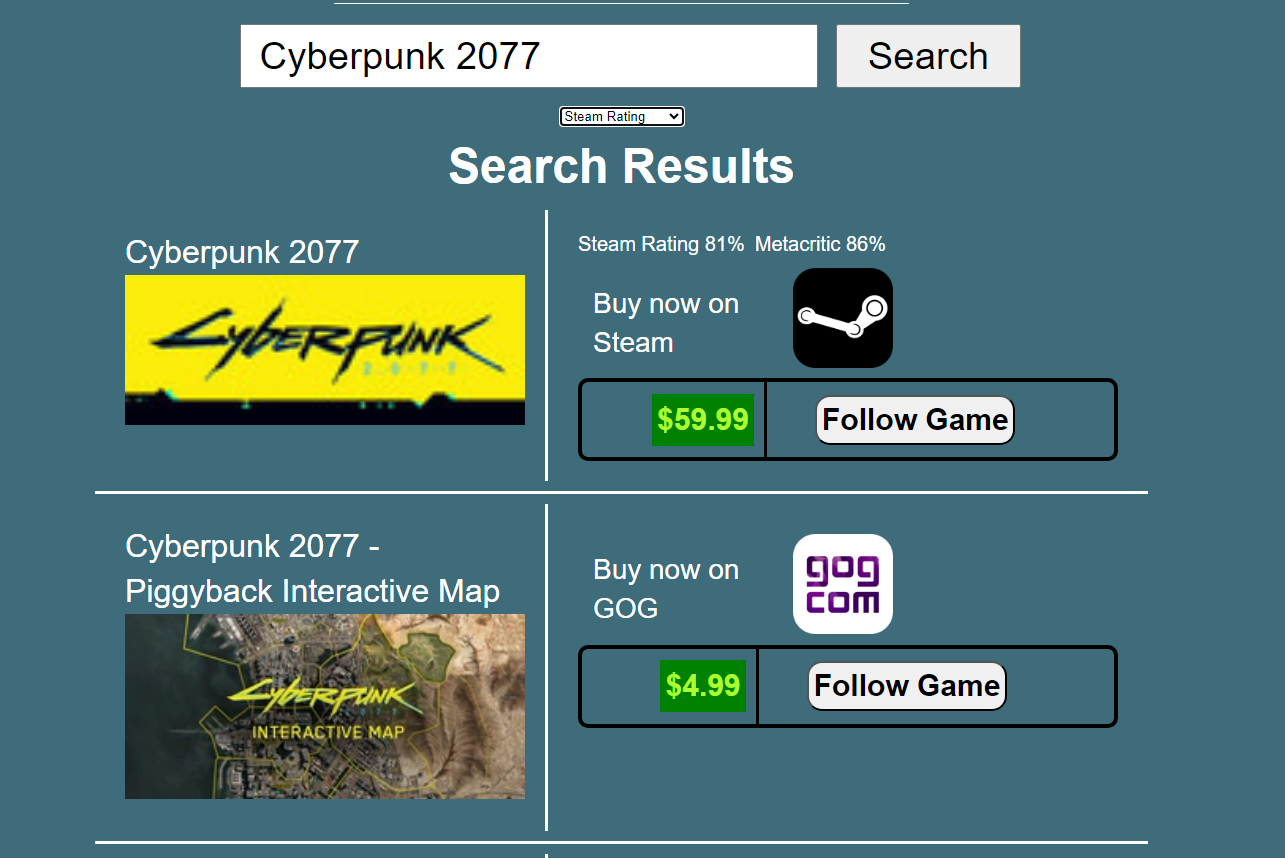 Cyberpunk 2077
Search
Steam Rating
Search Results
Cyberpunk 2077
CYBERPUNK
2077
Steam Rating 81% Metacritic 86%
Buy now on
Steam
$59.99
Follow Game
Cyberpunk 2077 -
Piggyback Interactive Map
CYBERPUNK
2077
INTERACTIVE MAP
Buy now on
GOG
gog
com
$4.99
Follow Game